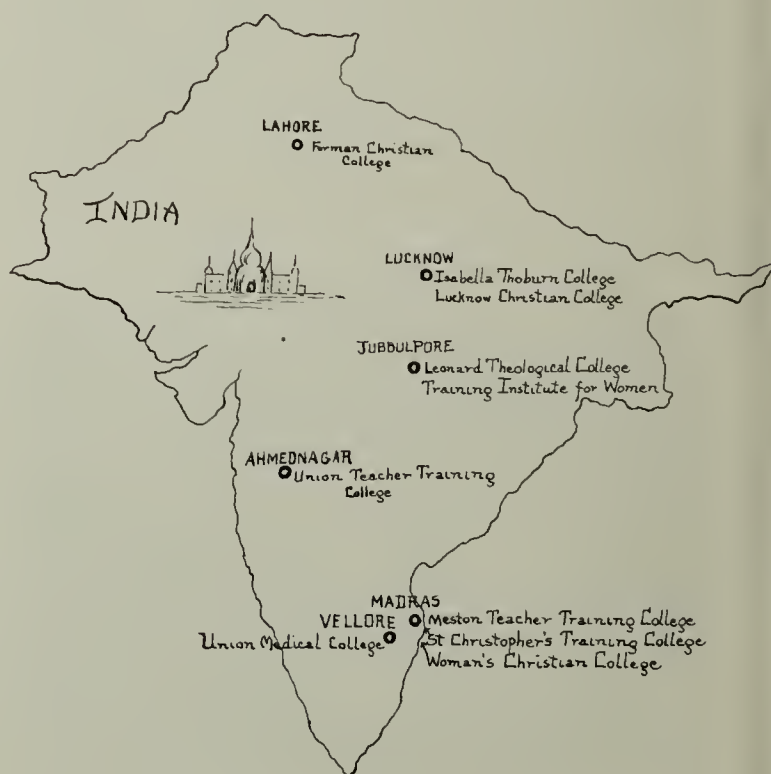 LAHORE
Forman Christian
College
INDIA
LUCKNOW
Isabella Thoburn College
Lucknow Christian College
JUBBULPORE
Leonard Theological College
Training Institute for Women
AHMEDNAGAR
Union Teacher Training
College
MADRAS
Meston Teacher Training College
St Christopher's Training College
Woman's Christian College
VELLORE
Union Medical College